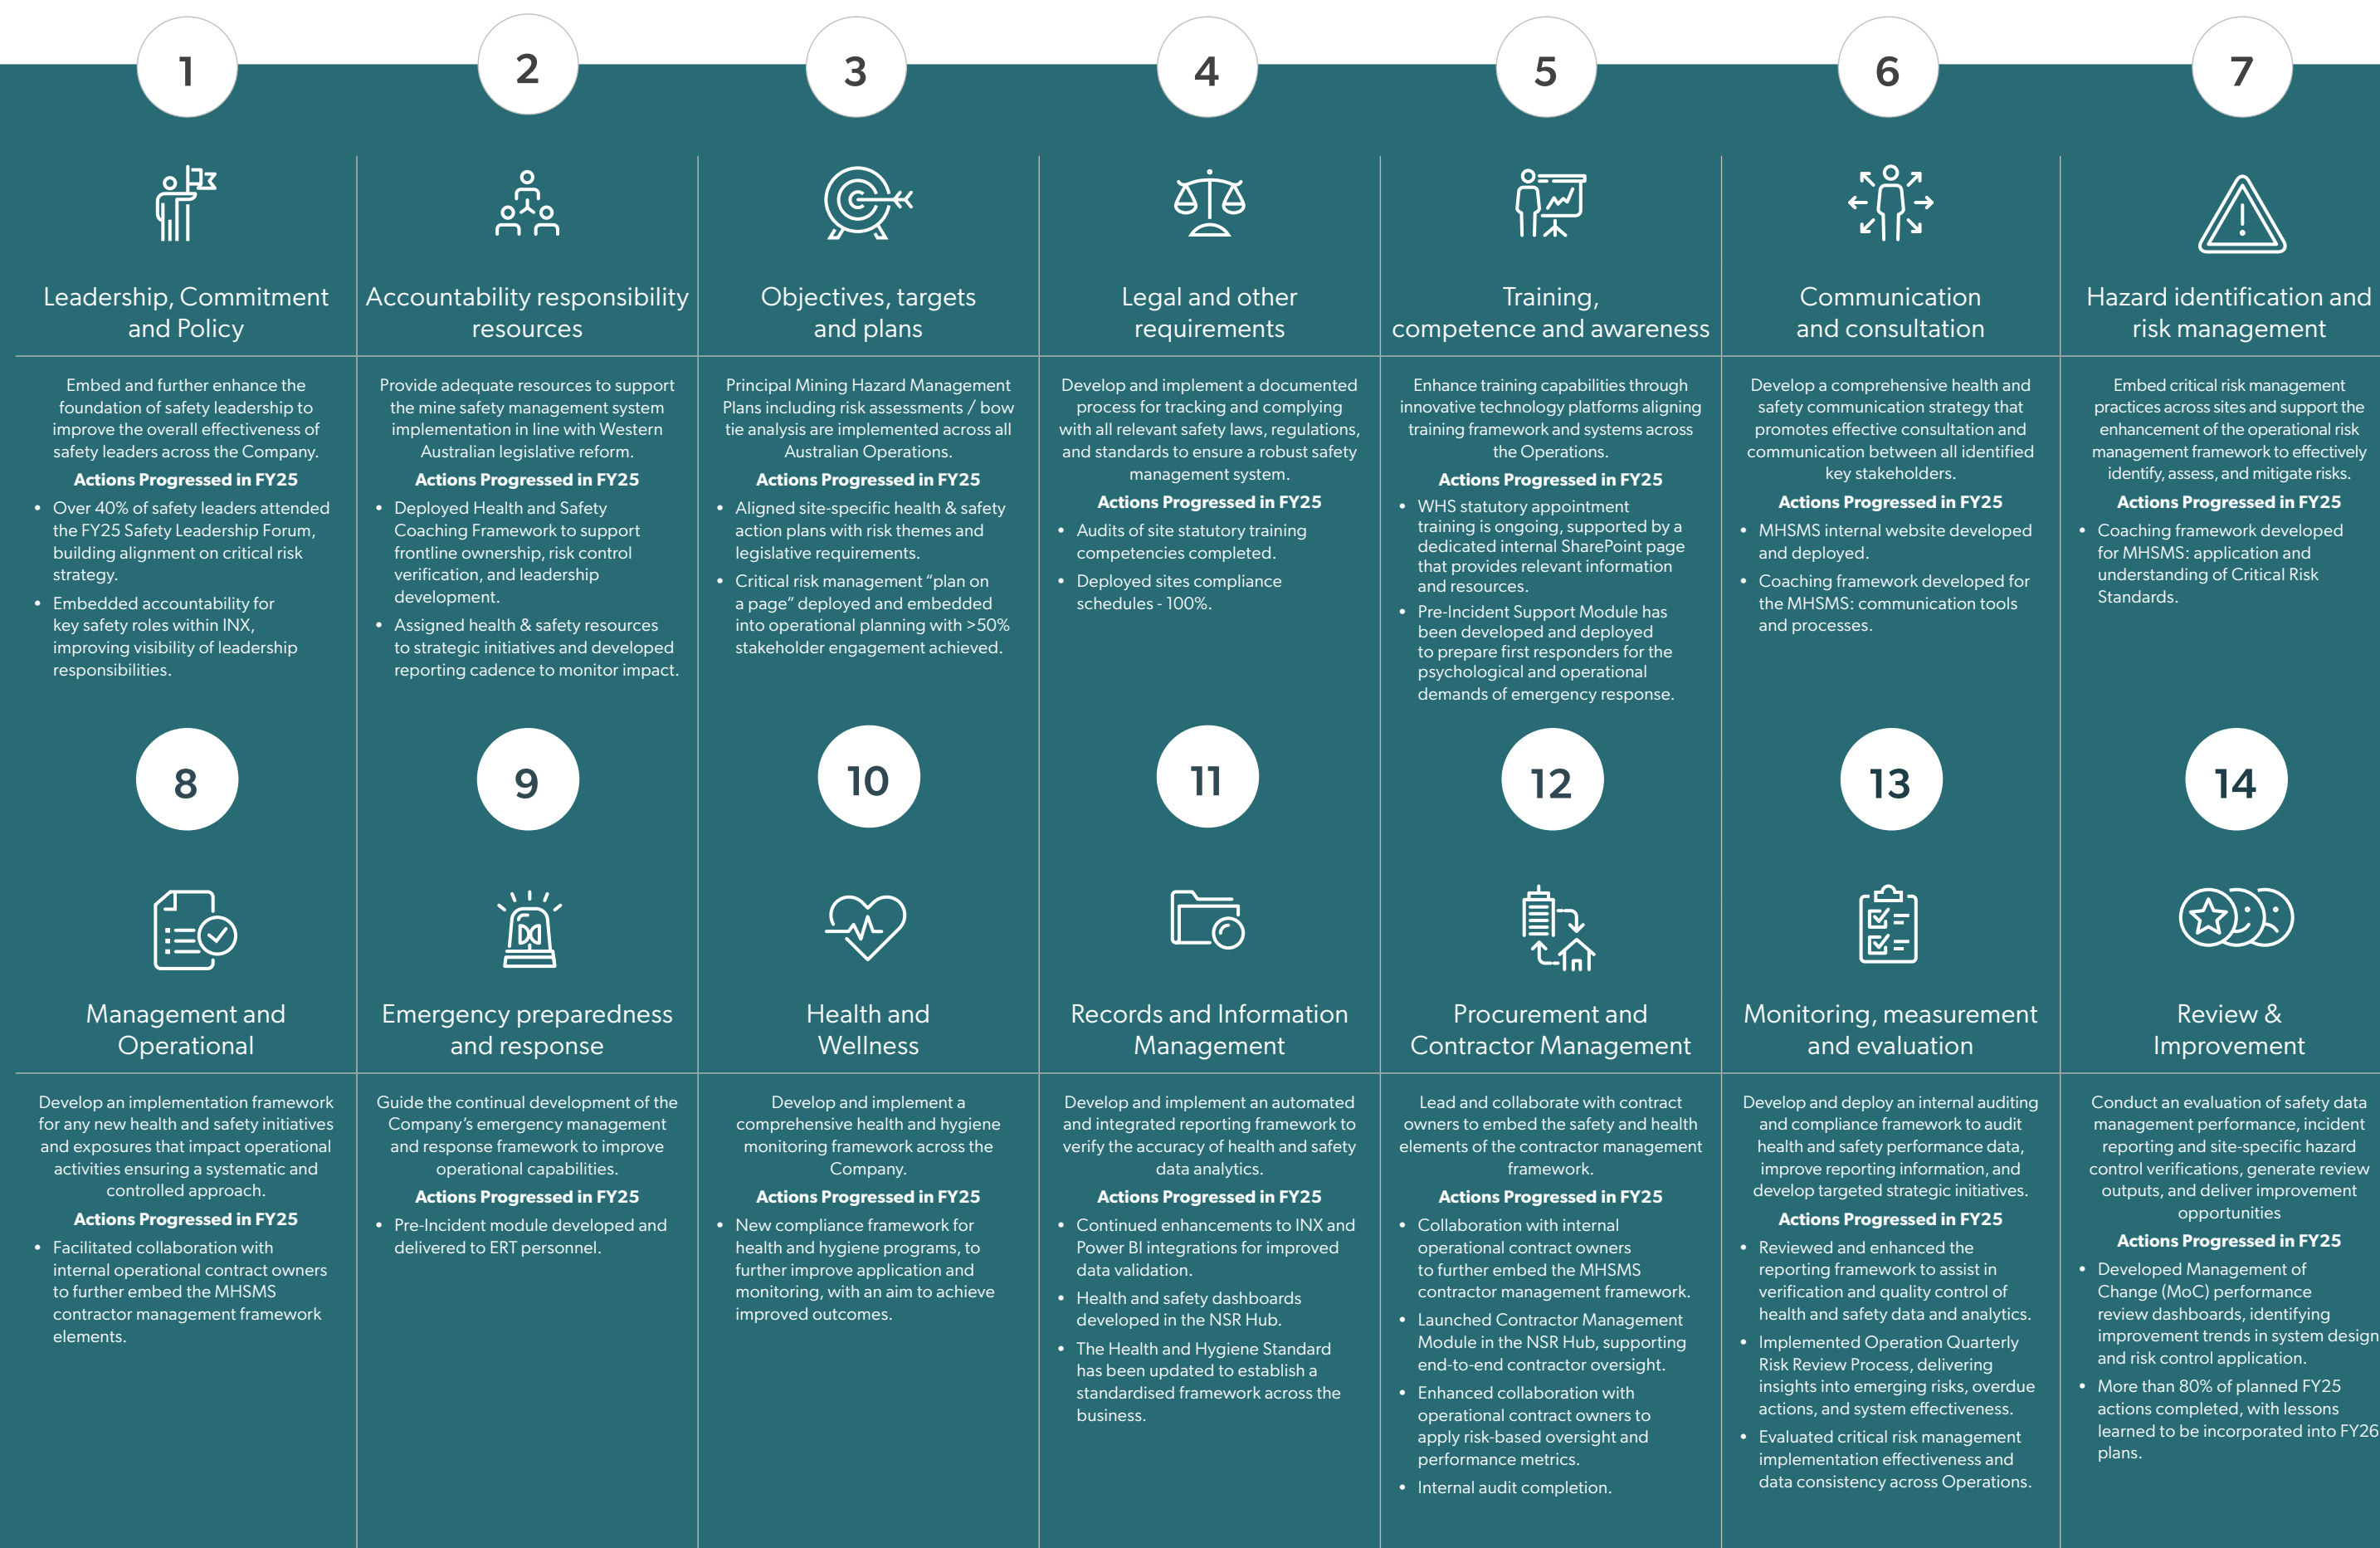 1
Leadership, Commitment
and Policy
Embed and further enhance the
foundation of safety leadership to
improve the overall effectiveness of
safety leaders across the Company.
Actions Progressed in FY25
• Over 40% of safety leaders attended
the FY25 Safety Leadership Forum,
building alignment on critical risk
strategy.
• Embedded accountability for
key safety roles within INX,
improving visibility of leadership
responsibilities.
2
Accountability responsibility
resources
Provide adequate resources to support
the mine safety management system
implementation in line with Western
Australian legislative reform.
Actions Progressed in FY25
• Deployed Health and Safety
Coaching Framework to support
frontline ownership, risk control
verification, and leadership
development.
• Assigned health & safety resources
to strategic initiatives and developed
reporting cadence to monitor impact.
3
Objectives, targets
and plans
Principal Mining Hazard Management
Plans including risk assessments / bow
tie analysis are implemented across all
Australian Operations.
Actions Progressed in FY25
• Aligned site-specific health & safety
action plans with risk themes and
legislative requirements.
• Critical risk management “plan on
a page” deployed and embedded
into operational planning with >50%
stakeholder engagement achieved.
4
Legal and other
requirements
Develop and implement a documented
process for tracking and complying
with all relevant safety laws, regulations,
and standards to ensure a robust safety
management system.
Actions Progressed in FY25
• Audits of site statutory training
competencies completed.
• Deployed sites compliance
schedules - 100%.
5
Training,
competence and awareness
Enhance training capabilities through
innovative technology platforms aligning
training framework and systems across
the Operations.
Actions Progressed in FY25
• WHS statutory appointment
training is ongoing, supported by a
dedicated internal SharePoint page
that provides relevant information
and resources.
• Pre-Incident Support Module has
been developed and deployed
to prepare first responders for the
psychological and operational
demands of emergency response.
6
Communication
and consultation
Develop a comprehensive health and
safety communication strategy that
promotes effective consultation and
communication between all identified
key stakeholders.
Actions Progressed in FY25
• MHSMS internal website developed
and deployed.
• Coaching framework developed for
the MHSMS: communication tools
and processes.
7
Hazard identification and
risk management
Embed critical risk management
practices across sites and support the
enhancement of the operational risk
management framework to effectively
identify, assess, and mitigate risks.
Actions Progressed in FY25
• Coaching framework developed
for MHSMS: application and
understanding of Critical Risk
Standards.
8
Management and
Operational
Develop an implementation framework
for any new health and safety initiatives
and exposures that impact operational
activities ensuring a systematic and
controlled approach.
Actions Progressed in FY25
• Facilitated collaboration with
internal operational contract owners
to further embed the MHSMS
contractor management framework
elements.
9
Emergency preparedness
and response
Guide the continual development of the
Company’s emergency management
and response framework to improve
operational capabilities.
Actions Progressed in FY25
• Pre-Incident module developed and
delivered to ERT personnel.
10
Health and
Wellness
Develop and implement a
comprehensive health and hygiene
monitoring framework across the
Company.
Actions Progressed in FY25
• New compliance framework for
health and hygiene programs, to
further improve application and
monitoring, with an aim to achieve
improved outcomes.
11
Records and Information
Management
Develop and implement an automated
and integrated reporting framework to
verify the accuracy of health and safety
data analytics.
Actions Progressed in FY25
• Continued enhancements to INX and
Power BI integrations for improved
data validation.
• Health and safety dashboards
developed in the NSR Hub.
• The Health and Hygiene Standard
has been updated to establish a
standardised framework across the
business.
12
Procurement and
Contractor Management
Lead and collaborate with contract
owners to embed the safety and health
elements of the contractor management
framework.
Actions Progressed in FY25
• Collaboration with internal
operational contract owners
to further embed the MHSMS
contractor management framework.
• Launched Contractor Management
Module in the NSR Hub, supporting
end-to-end contractor oversight.
• Enhanced collaboration with
operational contract owners to
apply risk-based oversight and
performance metrics.
• Internal audit completion.
13
Monitoring, measurement
and evaluation
Develop and deploy an internal auditing
and compliance framework to audit
health and safety performance data,
improve reporting information, and
develop targeted strategic initiatives.
Actions Progressed in FY25
• Reviewed and enhanced the
reporting framework to assist in
verification and quality control of
health and safety data and analytics.
• Implemented Operation Quarterly
Risk Review Process, delivering
insights into emerging risks, overdue
actions, and system effectiveness.
• Evaluated critical risk management
implementation effectiveness and
data consistency across Operations.
14
Review &
Improvement
Conduct an evaluation of safety data
management performance, incident
reporting and site-specific hazard
control verifications, generate review
outputs, and deliver improvement
opportunities
Actions Progressed in FY25
• Developed Management of
Change (MoC) performance
review dashboards, identifying
improvement trends in system design
and risk control application.
• More than 80% of planned FY25
actions completed, with lessons
learned to be incorporated into FY26
plans.